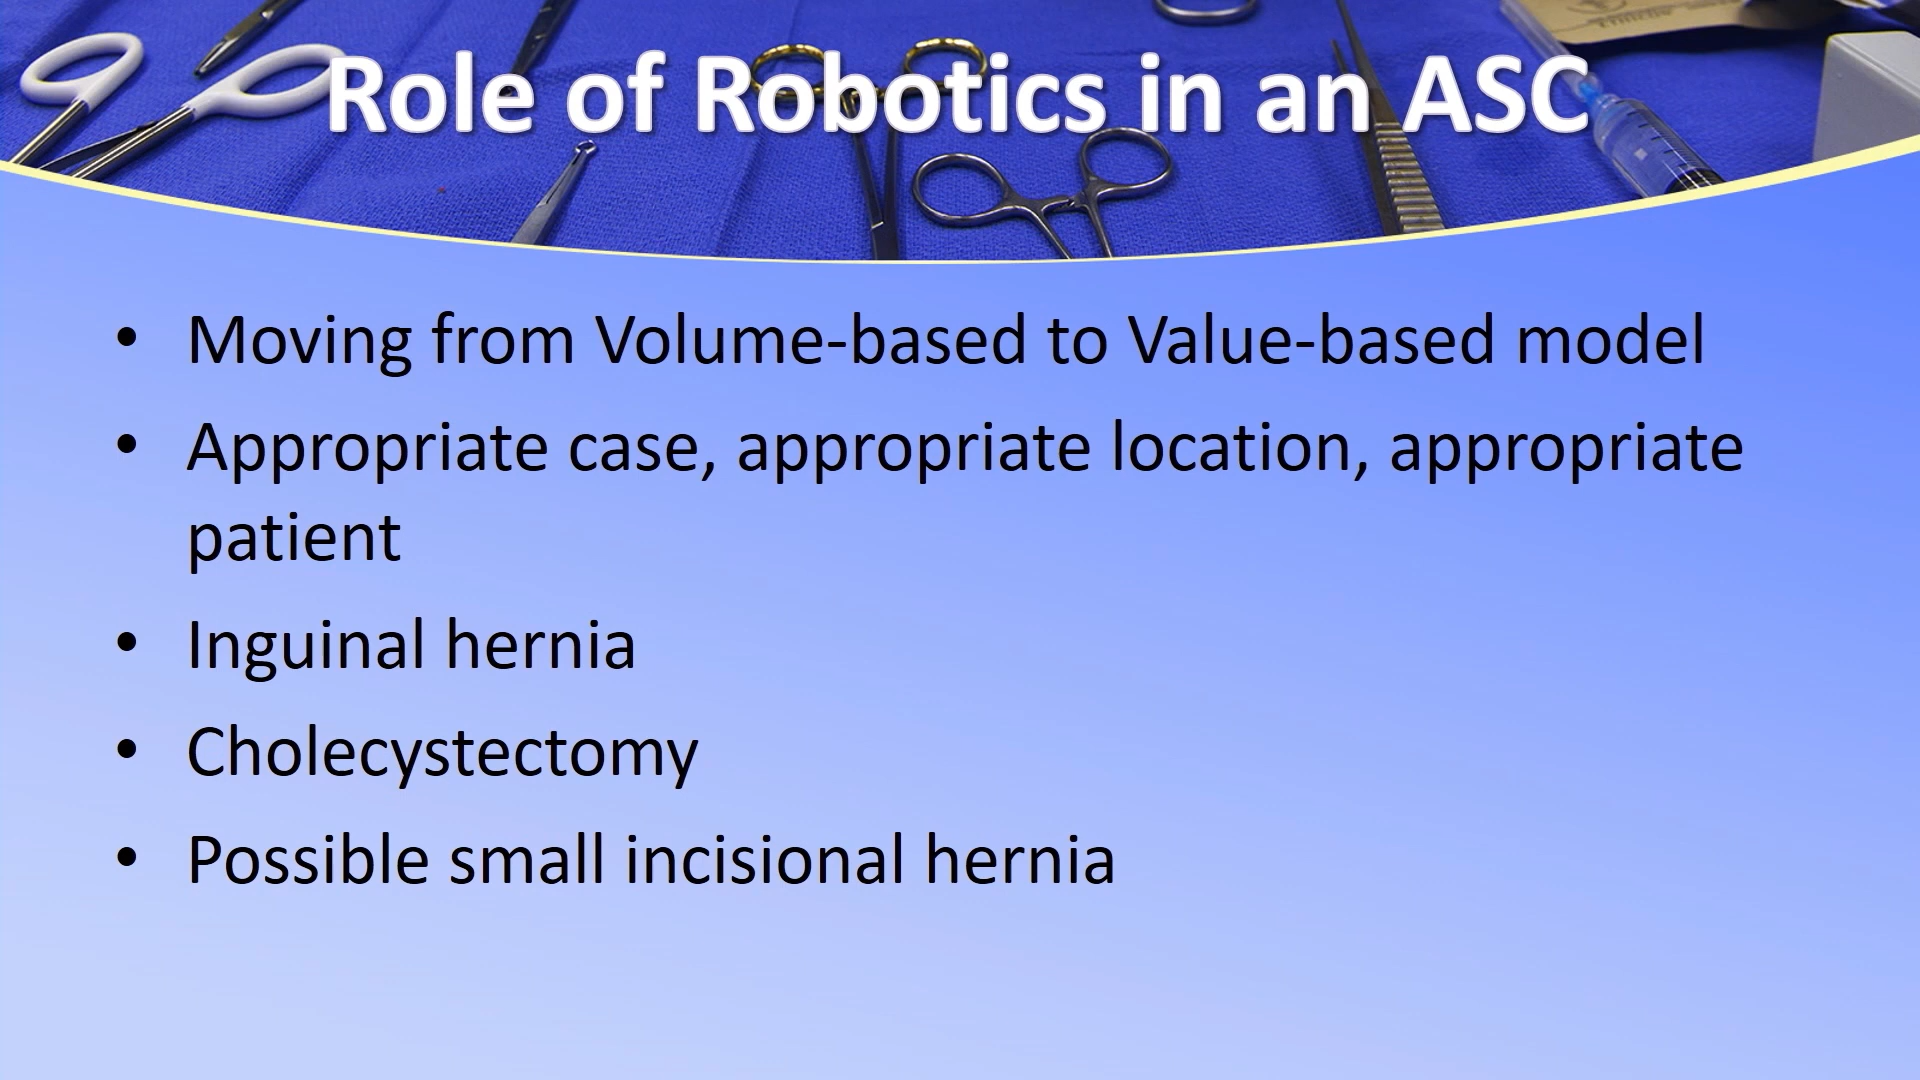 Role of Robotics in an ASC
• Moving from Volume-based to Value-based model
• Appropriate case, appropriate location, appropriate
patient
• Inguinal hernia
• Cholecystectomy
• Possible small incisional hernia